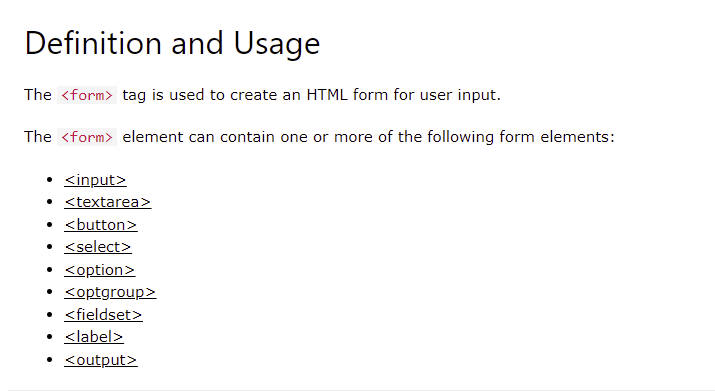 Definition and Usage
The <form> tag is used to create an HTML form for user input.
The <form> element can contain one or more of the following form elements:
<input>
<textarea>
<button>
<select>
<option>
<optgroup>
<fieldset>
<label>
<output>